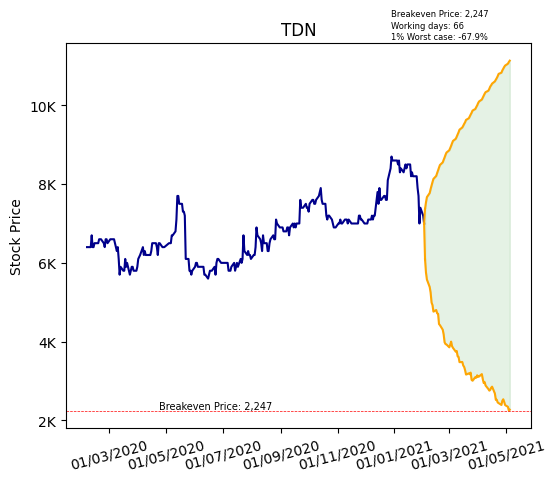 Breakeven Price: 2,247
Working days: 66
1% Worst case: -67.9%
TDN
Stock Price
10K
8K
6K
4K
2K
Breakeven Price: 2,247
01/03/2020
01/05/2020
01/07/2020
01/09/2020
01/11/2020
01/01/2021
01/03/2021
01/05/2021